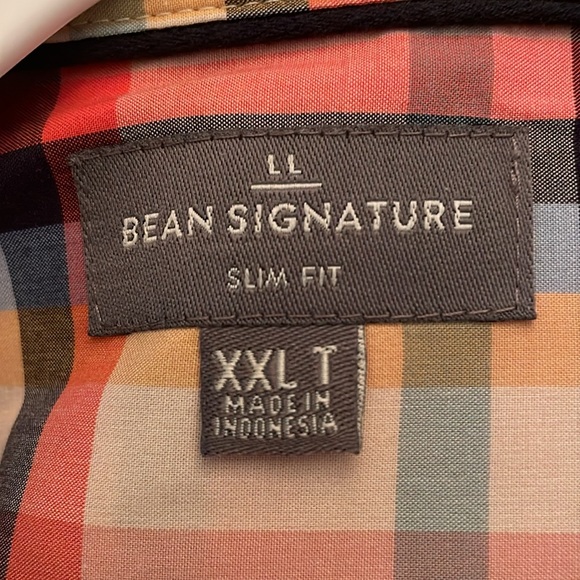 LL
BEAN SIGNATURE
SLIM FIT
XXL T
MADE IN
INDONESIA